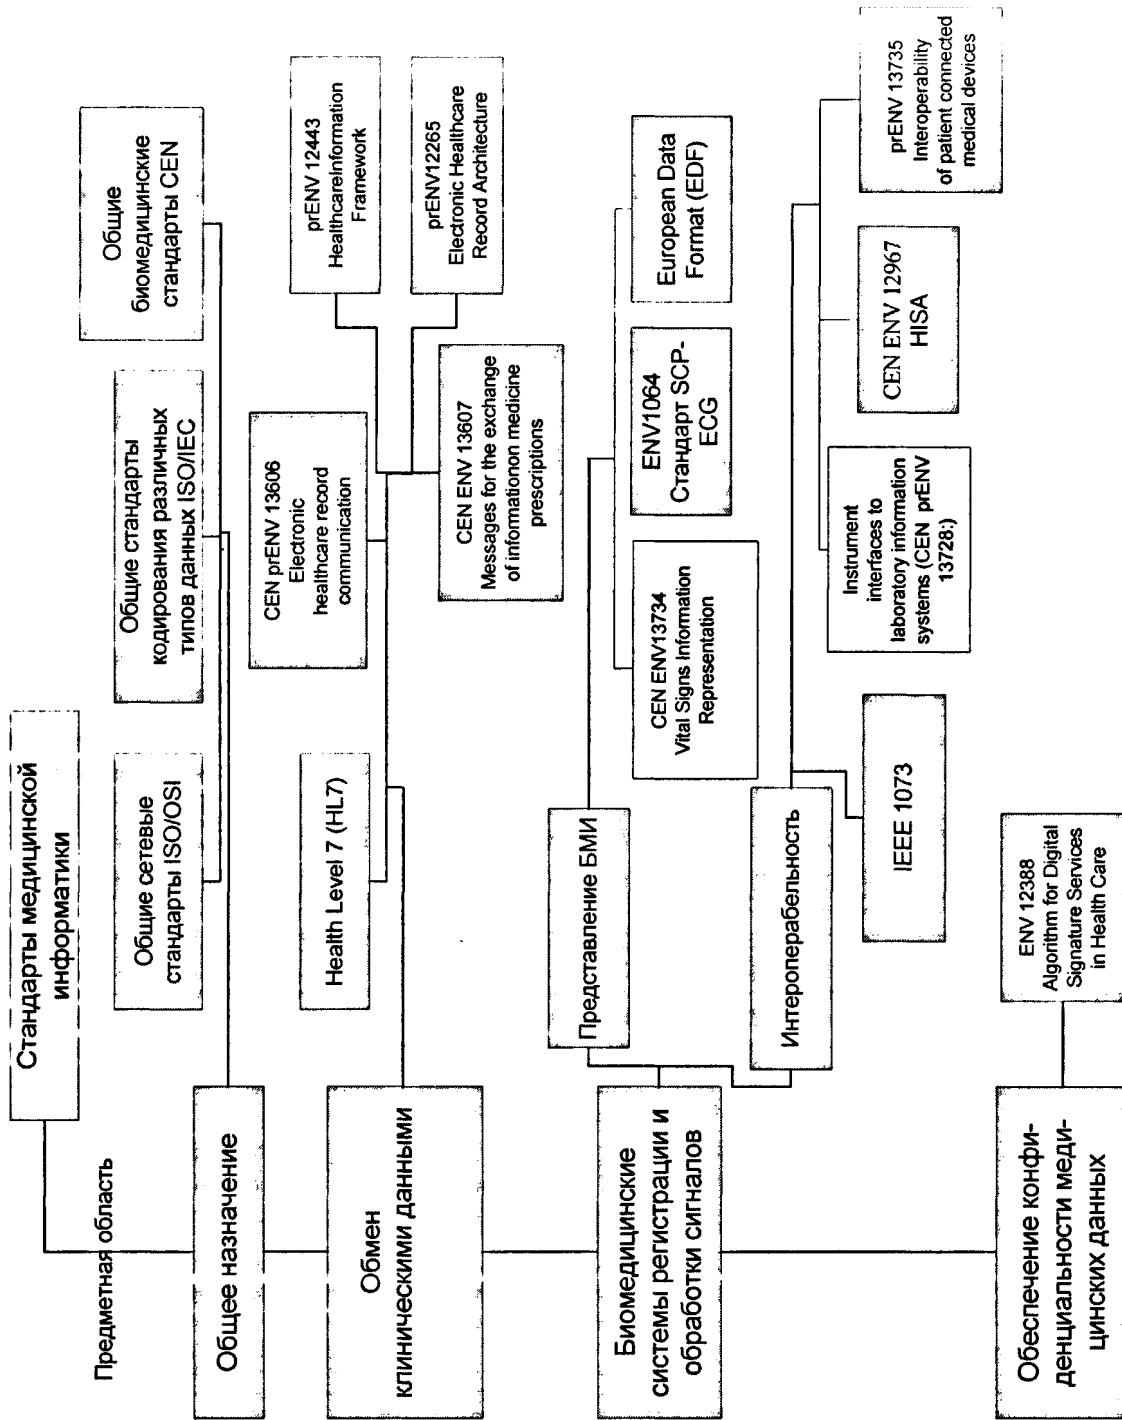 Стандарты медицинской
информатики
Предметная область
Общее назначение
Общие сетевые
стандарты ISO/OSI
Общие стандарты
кодирования различных
типов данных ISO/IEC
Общие
биомедицинские
стандарты CEN
Обмен
клиническими данными
Health Level 7 (HL7)
CEN prENV 13606
Electronic
healthcare record
communication
prENV 12443
HealthcareInformation
Framework
CEN ENV 13607
Messages for the exchange
of informationon medicine
prescriptions
prENV12265
Electronic Healthcare
Record Architecture
Биомедицинские
системы регистрации и
обработки сигналов
Представление БМИ
CEN ENV13734
Vital Signs Information
Representation
ENV1064
Стандарт SCP-
ECG
European Data
Format (EDF)
Интероперабельность
IEEE 1073
Instrument
interfaces to
laboratory information
systems (CEN prENV
13728:)
CEN ENV 12967
HISA
prENV 13735
Interoperability
of patient connected
medical devices
Обеспечение конфи-
денциальности меди-
цинских данных
ENV 12388
Algorithm for Digital
Signature Services
in Health Care